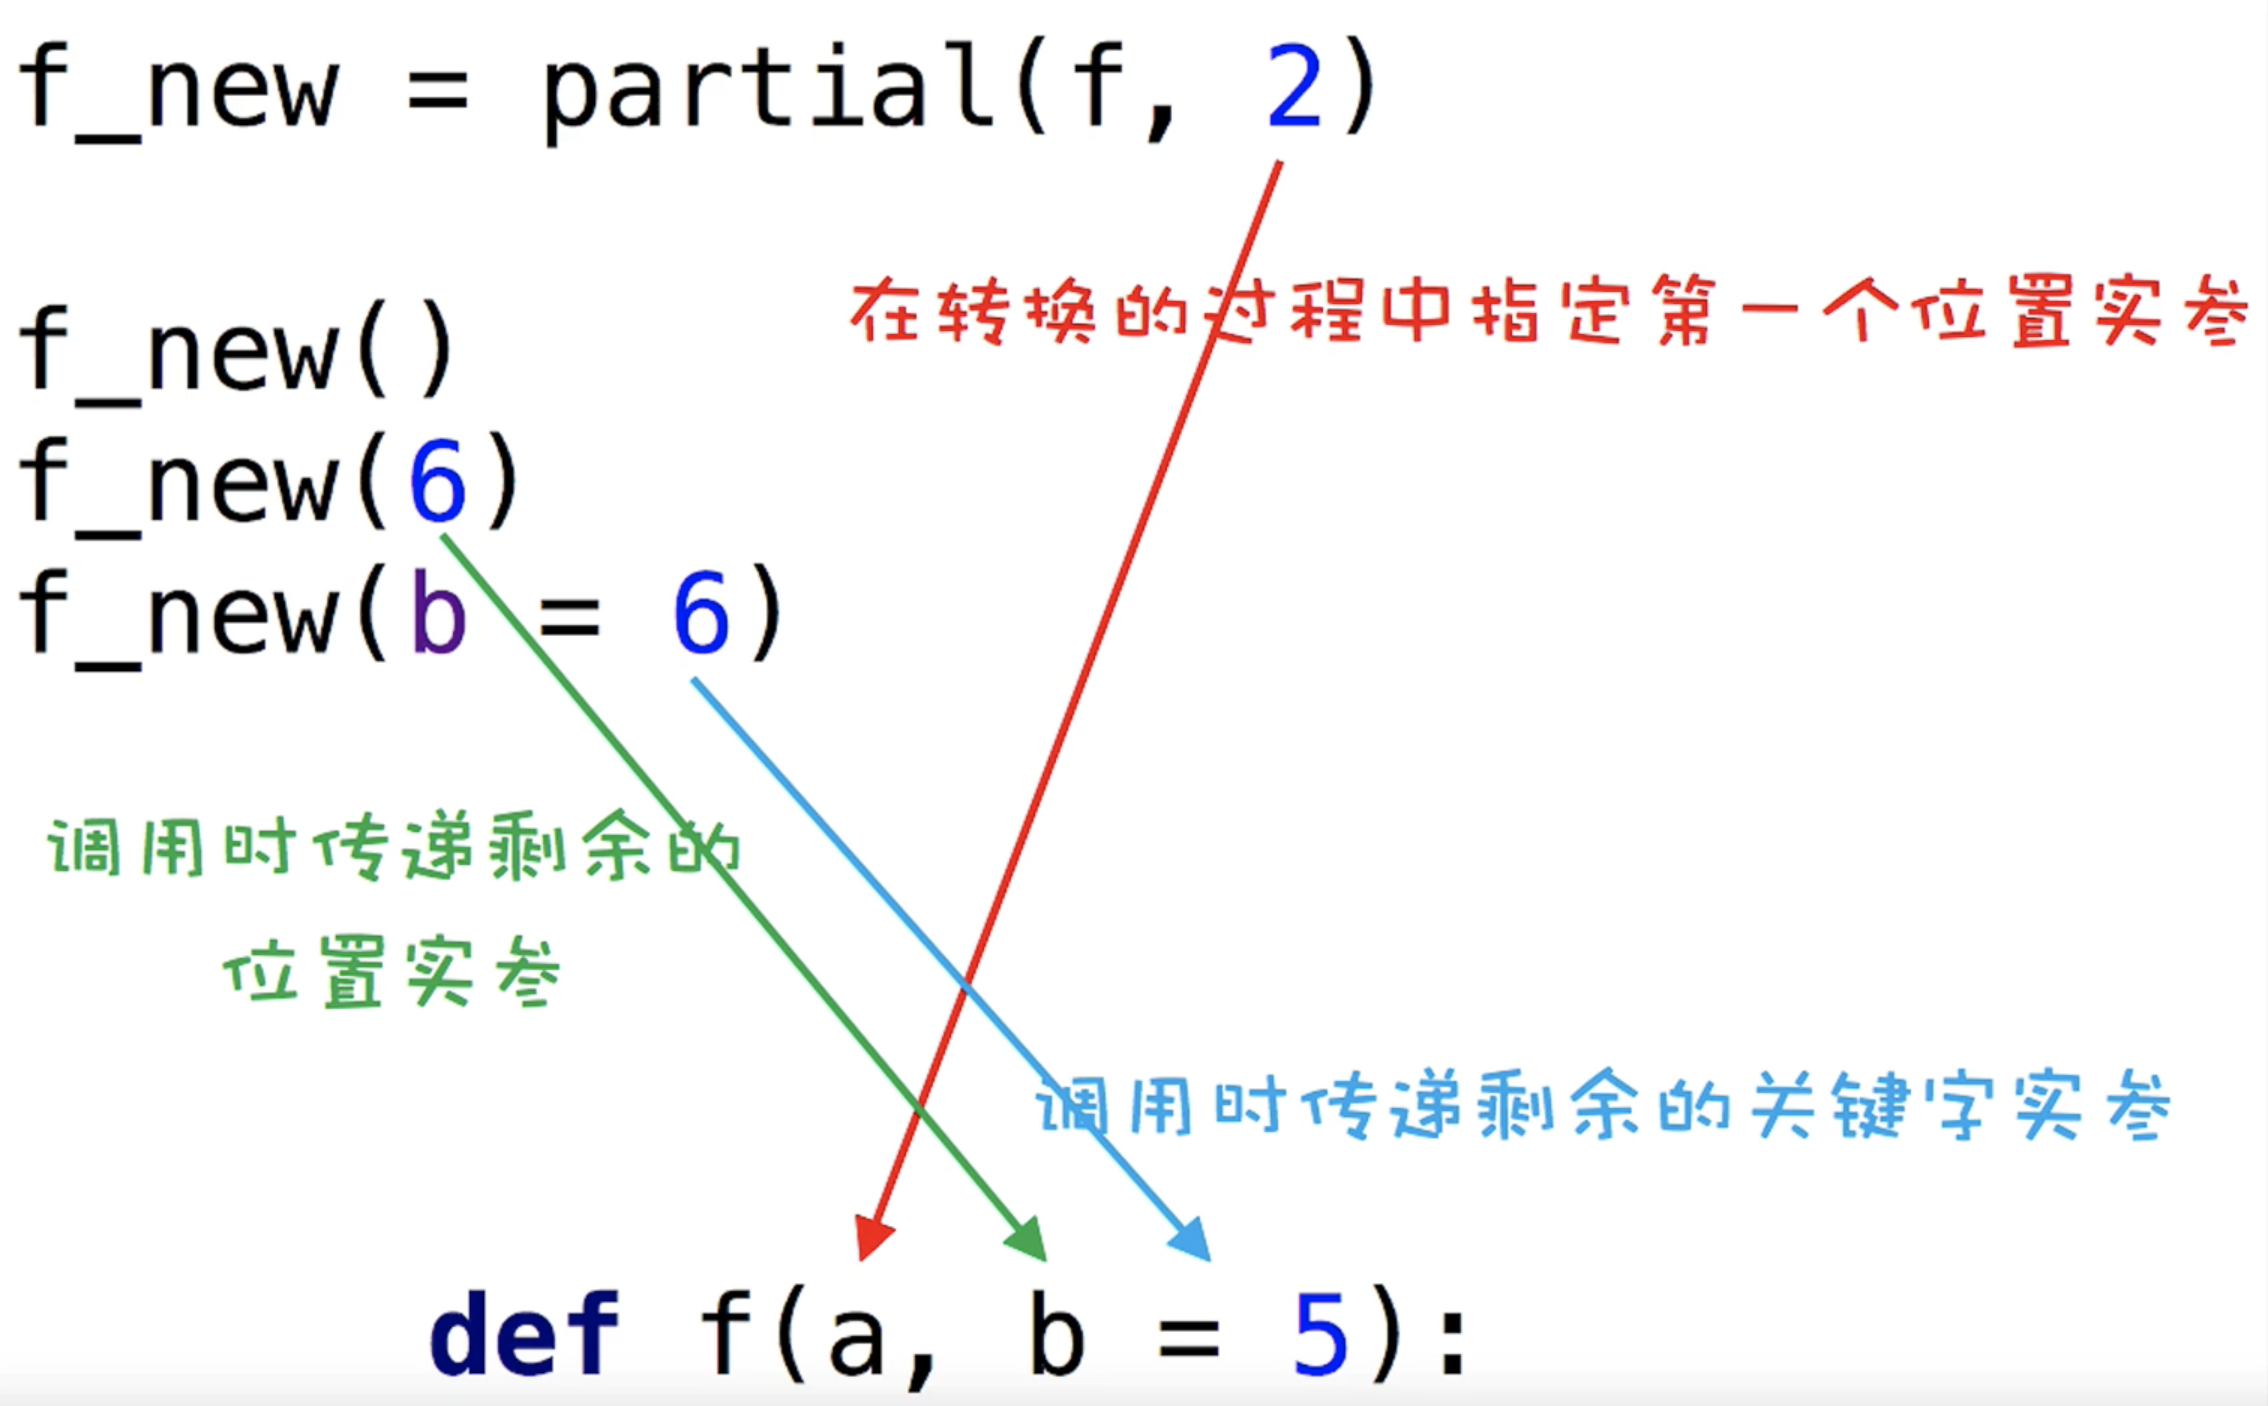 f_new = partial(f, 2)
在转换的过程中指定第一个位置实参
f_new()
f_new(6)
f_new(b = 6)
调用时传递剩余的
位置实参
调用时传递剩余的关键字实参
def f(a, b = 5):